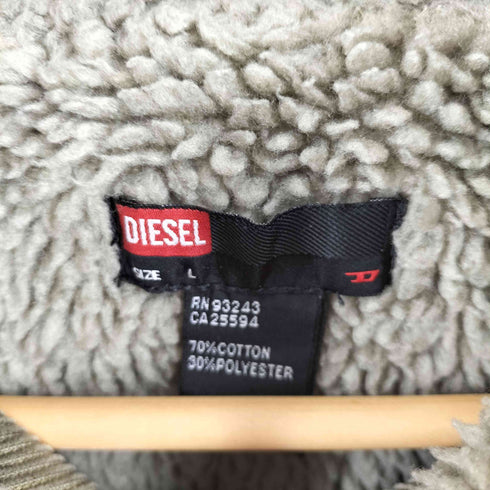 DIESEL
SIZE L
RN 93243
CA 25594
70% COTTON
30% POLYESTER